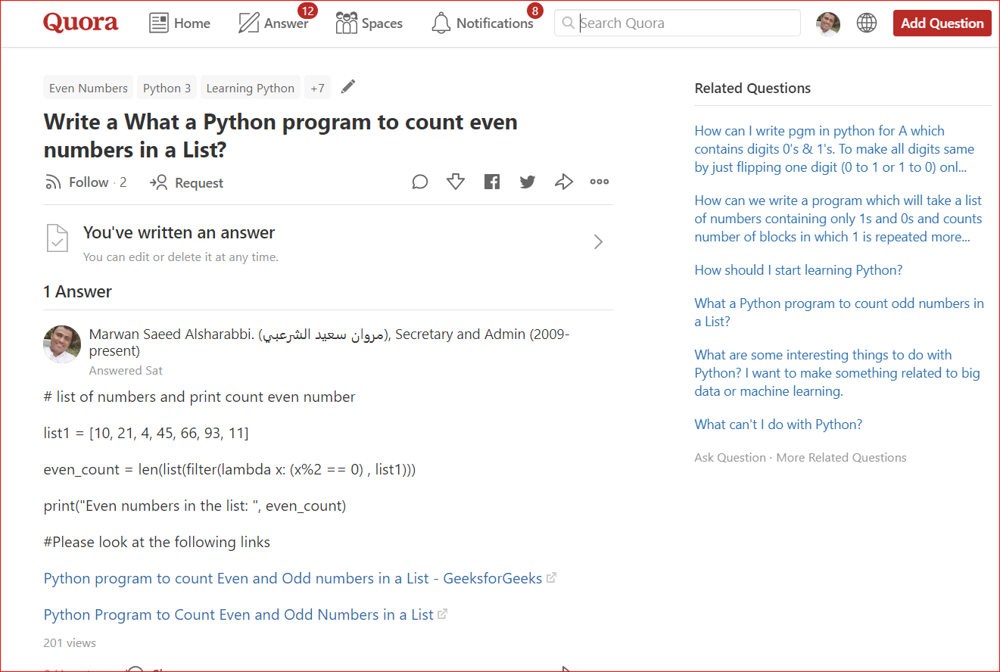 Quora
Home
Answer
12
Spaces
Notifications
8
Search Quora
Add Question
Even Numbers
Python 3
Learning Python
+7
Write a What a Python program to count even
numbers in a List?
Follow · 2
Request
You've written an answer
You can edit or delete it at any time.
1 Answer
Marwan Saeed Alsharabbi. (مروان سعيد الشرعبي), Secretary and Admin (2009-
present)
Answered Sat
# list of numbers and print count even number
list1 = [10, 21, 4, 45, 66, 93, 11]
even_count = len(list(filter(lambda x: (x%2 == 0) , list1)))
print("Even numbers in the list: ", even_count)
#Please look at the following links
Python program to count Even and Odd numbers in a List - GeeksforGeeks
Python Program to Count Even and Odd Numbers in a List
201 views
Related Questions
How can I write pgm in python for A which
contains digits 0's & 1's. To make all digits same
by just flipping one digit (0 to 1 or 1 to 0) onl...
How can we write a program which will take a list
of numbers containing only 1s and 0s and counts
number of blocks in which 1 is repeated more...
How should I start learning Python?
What a Python program to count odd numbers in
a List?
What are some interesting things to do with
Python? I want to make something related to big
data or machine learning.
What can't I do with Python?
Ask Question · More Related Questions